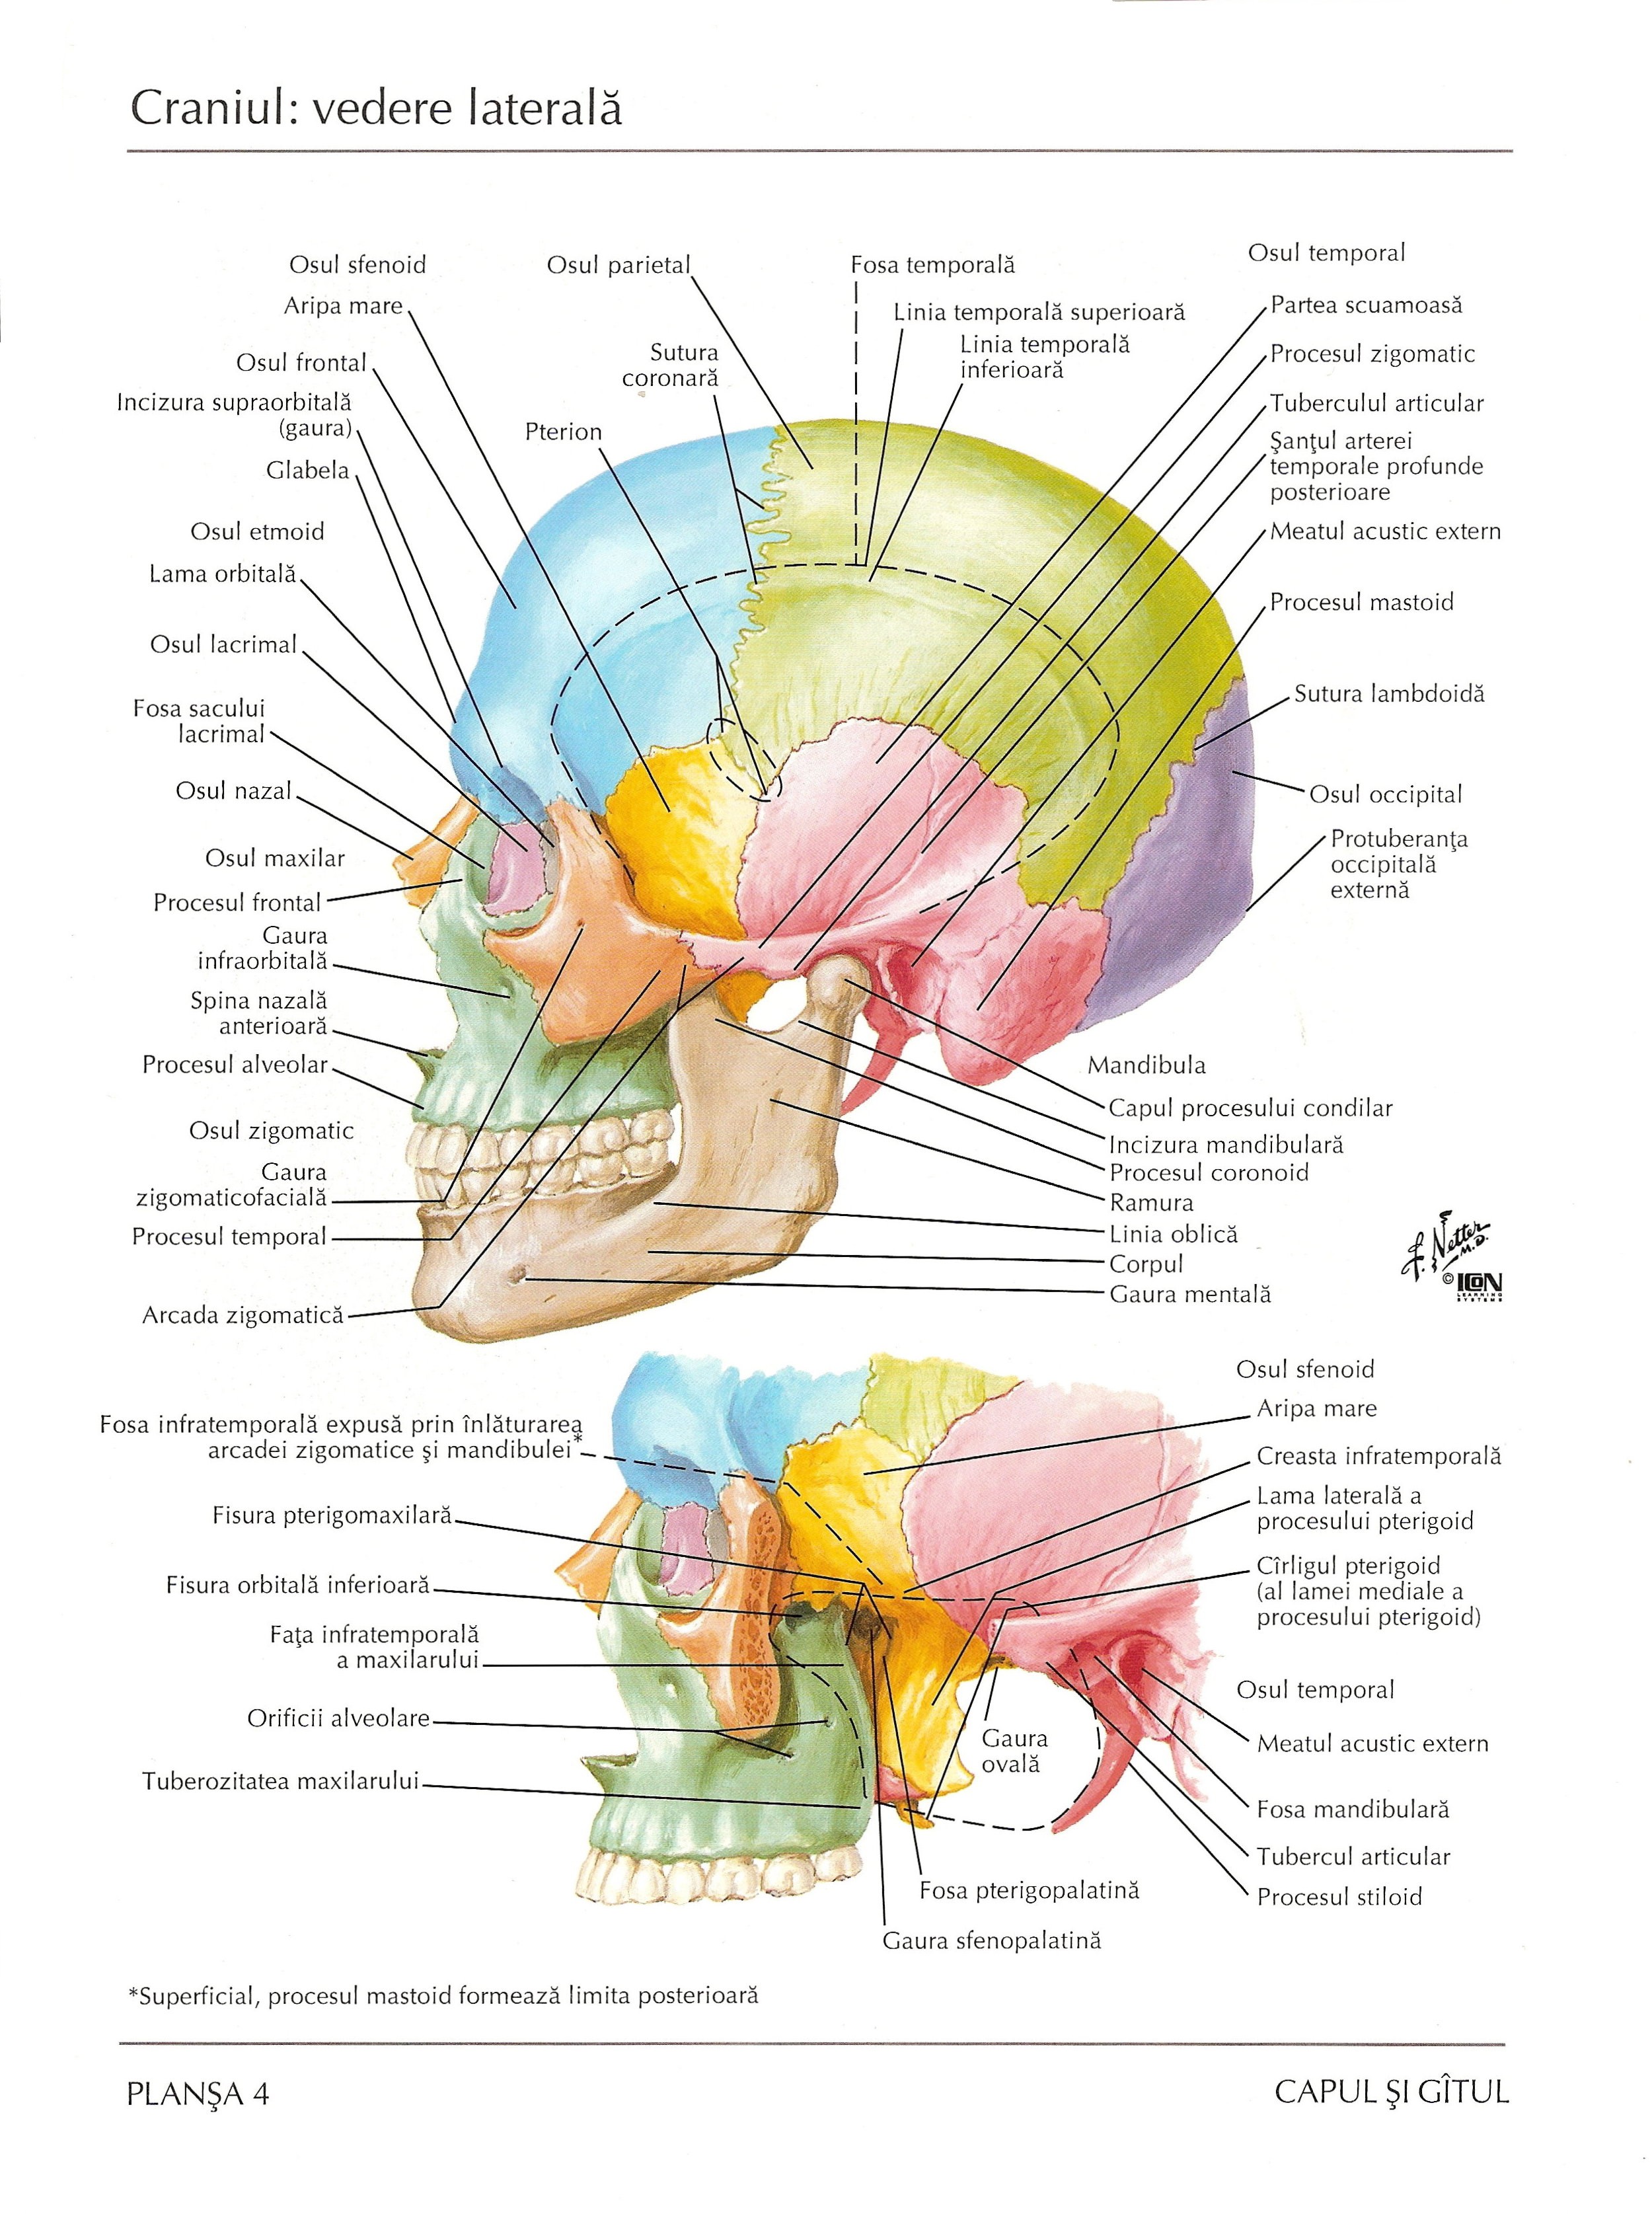 Craniul: vedere laterală
Osul sfenoid
Aripa mare
Osul frontal
Incizura supraorbitală
(gaura)
Glabela
Osul etmoid
Lama orbitală
Osul lacrimal
Fosa sacului
lacrimal
Osul nazal
Osul maxilar
Procesul frontal
Gaura
infraorbitală
Spina nazală
anterioară
Procesul alveolar
Osul zigomatic
Gaura
zigomaticofacială
Procesul temporal
Arcada zigomatică
Osul parietal
Sutura
coronară
Pterion
Fosa temporală
Linia temporală superioară
Linia temporală
inferioară
Osul temporal
Partea scuamoasă
Procesul zigomatic
Tuberculul articular
Şanţul arterei
temporale profunde
posterioare
Meatul acustic extern
Procesul mastoid
Sutura lambdoidă
Osul occipital
Protuberanţa
occipitală
externă
Mandibula
Capul procesului condilar
Incizura mandibulară
Procesul coronoid
Ramura
Linia oblică
Corpul
Gaura mentală
F. Netter
M.D.
© ICON
LEARNING
SYSTEMS
Fosa infratemporală expusă prin înlăturarea
arcadei zigomatice şi mandibulei*
Fisura pterigomaxilară
Fisura orbitală inferioară
Faţa infratemporală
a maxilarului
Orificii alveolare
Tuberozitatea maxilarului
Osul sfenoid
Aripa mare
Creasta infratemporală
Lama laterală a
procesului pterigoid
Cîrligul pterigoid
(al lamei mediale a
procesului pterigoid)
Gaura
ovală
Osul temporal
Meatul acustic extern
Fosa mandibulară
Tubercul articular
Procesul stiloid
Fosa pterigopalatină
Gaura sfenopalatină
*Superficial, procesul mastoid formează limita posterioară
PLANŞA 4
CAPUL ŞI GÎTUL